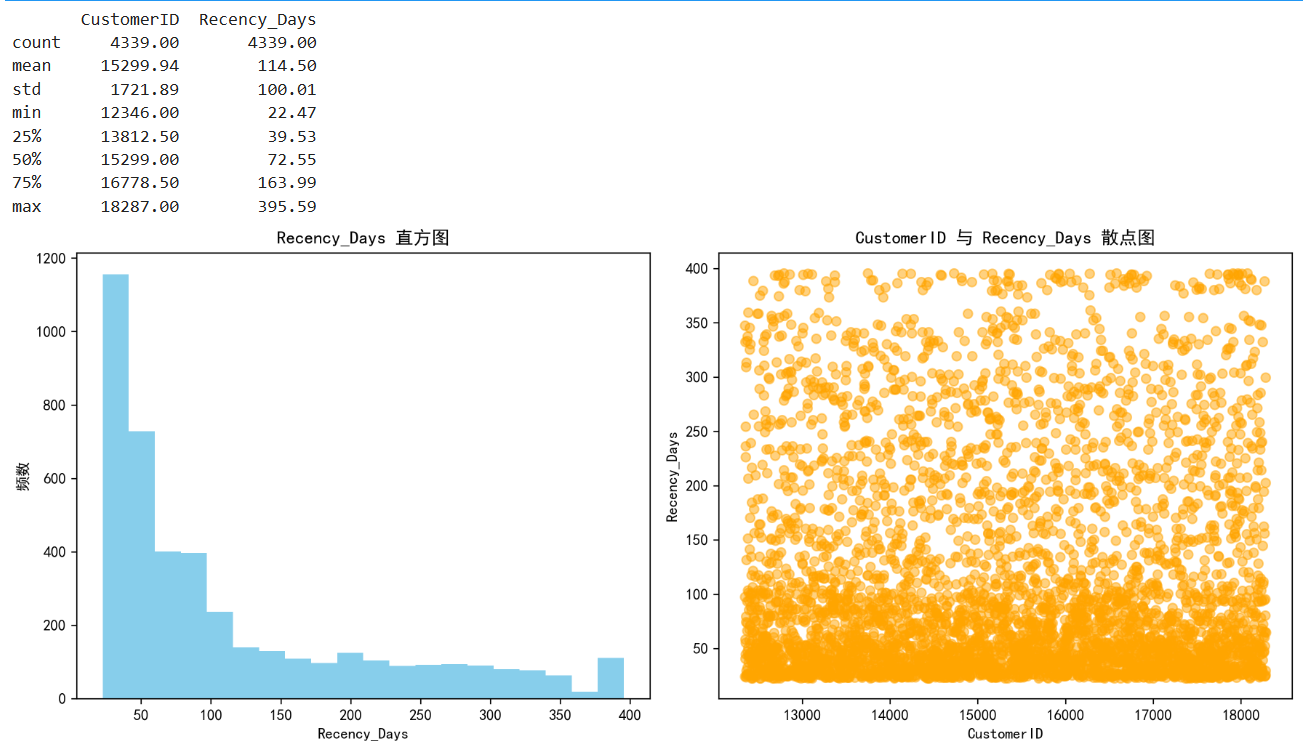 CustomerID Recency_Days
count 4339.00 4339.00
mean 15299.94 114.50
std 1721.89 100.01
min 12346.00 22.47
25% 13812.50 39.53
50% 15299.00 72.55
75% 16778.50 163.99
max 18287.00 395.59
Recency_Days 直方图
1200
1000
800
600
400
200
0
频数
50 100 150 200 250 300 350 400
Recency_Days
CustomerID 与 Recency_Days 散点图
400
350
300
250
200
150
100
50
Recency_Days
13000 14000 15000 16000 17000 18000
CustomerID